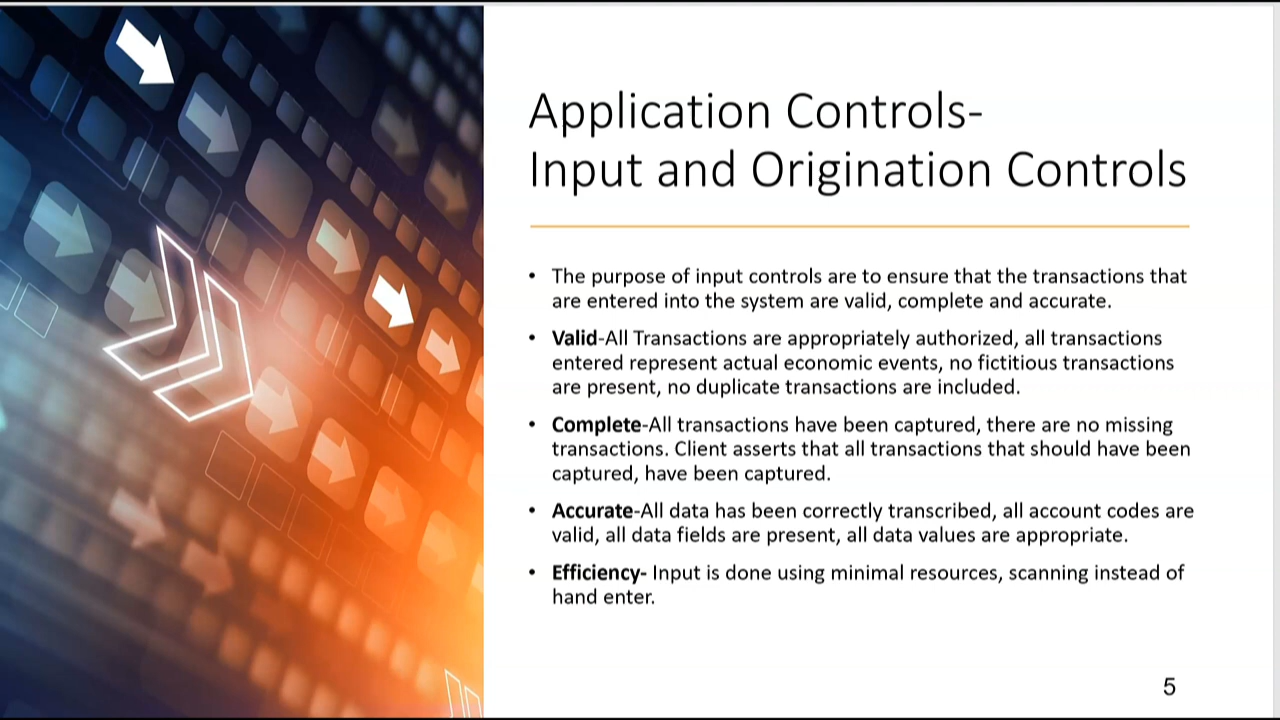 Application Controls-
Input and Origination Controls
• The purpose of input controls are to ensure that the transactions that
are entered into the system are valid, complete and accurate.
• Valid-All Transactions are appropriately authorized, all transactions
entered represent actual economic events, no fictitious transactions
are present, no duplicate transactions are included.
• Complete-All transactions have been captured, there are no missing
transactions. Client asserts that all transactions that should have been
captured, have been captured.
• Accurate-All data has been correctly transcribed, all account codes are
valid, all data fields are present, all data values are appropriate.
• Efficiency- Input is done using minimal resources, scanning instead of
hand enter.
5